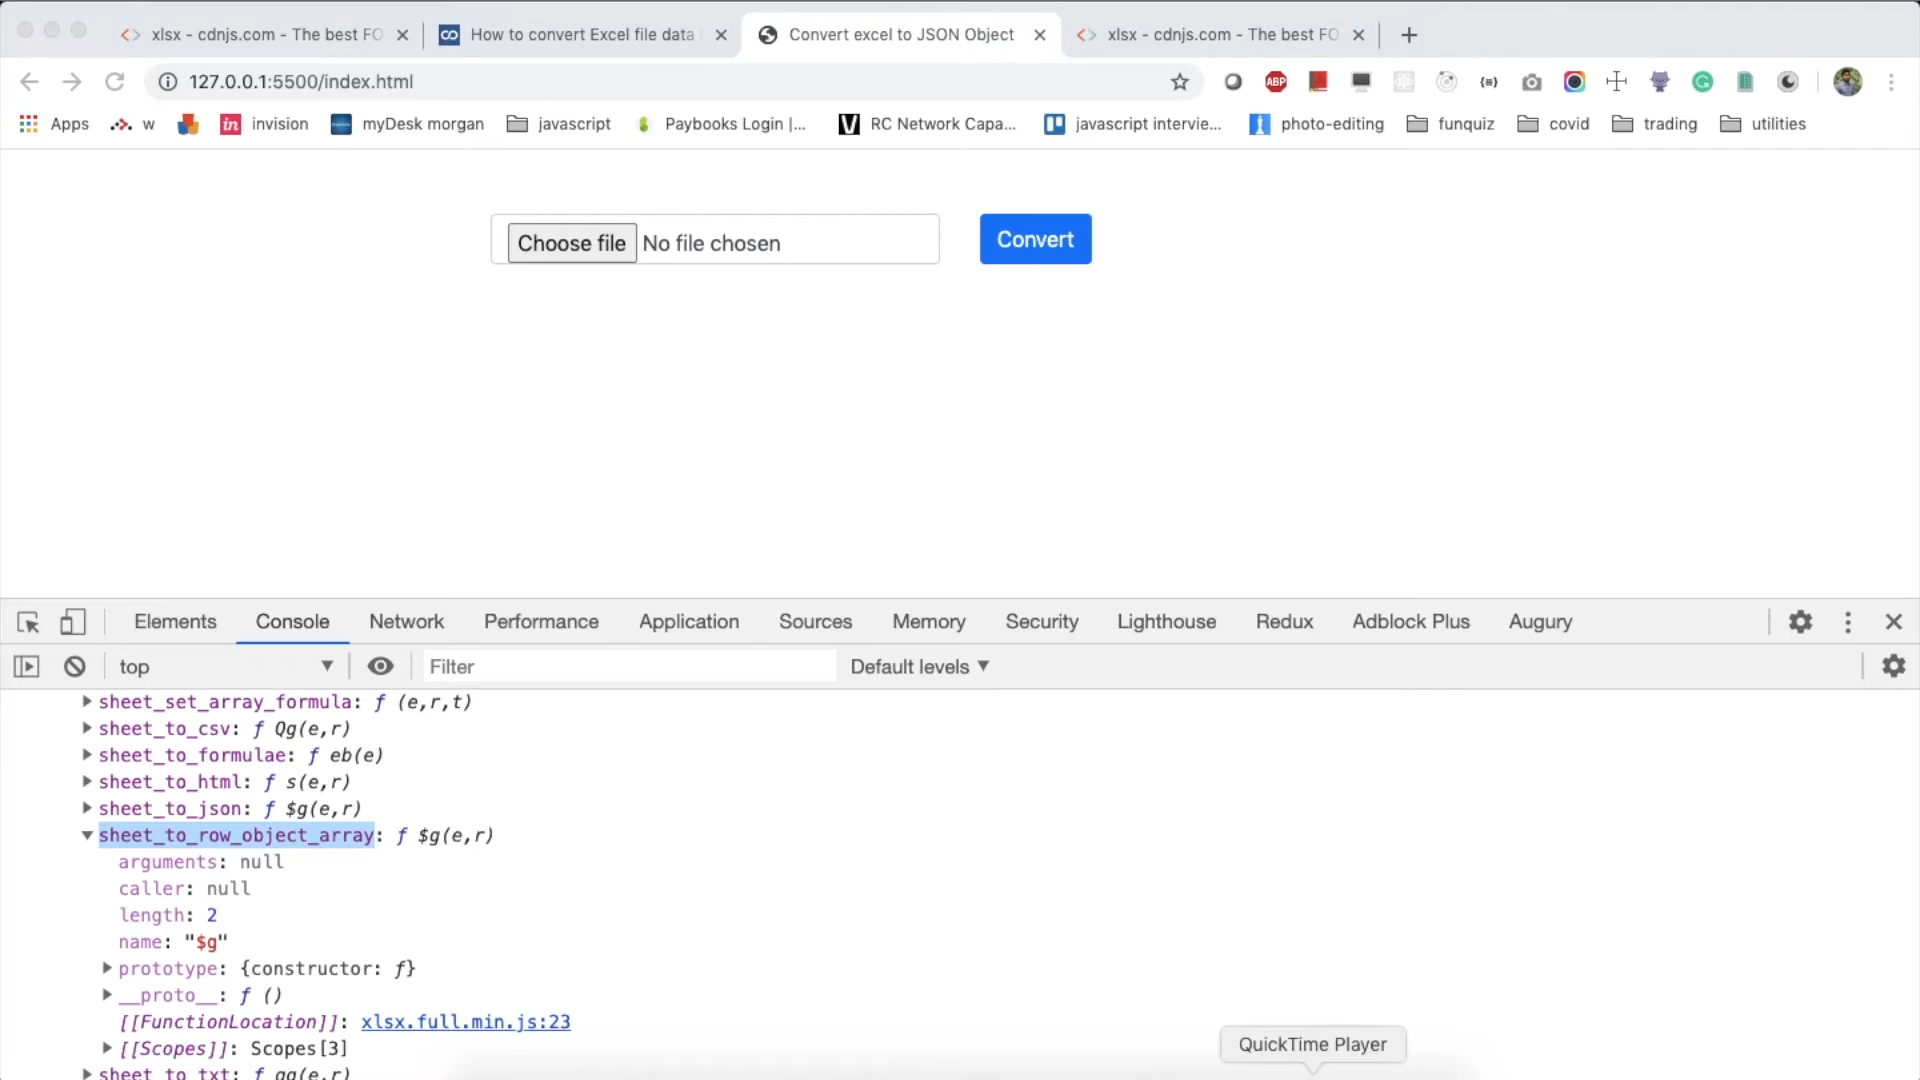 xlsx - cdnjs.com - The best FO
How to convert Excel file data
Convert excel to JSON Object
xlsx - cdnjs.com - The best FO
127.0.0.1:5500/index.html
ABP
Apps
w
in
invision
myDesk morgan
javascript
Paybooks Login |...
RC Network Capa...
javascript intervie...
photo-editing
funquiz
covid
trading
utilities
Choose file No file chosen
Convert
Elements Console Network Performance Application Sources Memory Security Lighthouse Redux Adblock Plus Augury
top Filter Default levels
sheet_set_array_formula: ƒ (e,r,t)
sheet_to_csv: ƒ Qg(e,r)
sheet_to_formulae: ƒ eb(e)
sheet_to_html: ƒ s(e,r)
sheet_to_json: ƒ $g(e,r)
sheet_to_row_object_array: ƒ $g(e,r)
arguments: null
caller: null
length: 2
name: "$g"
prototype: {constructor: ƒ}
__proto__: ƒ ()
[[FunctionLocation]]: xlsx.full.min.js:23
[[Scopes]]: Scopes[3]
QuickTime Player
sheet_to_txt: ƒ